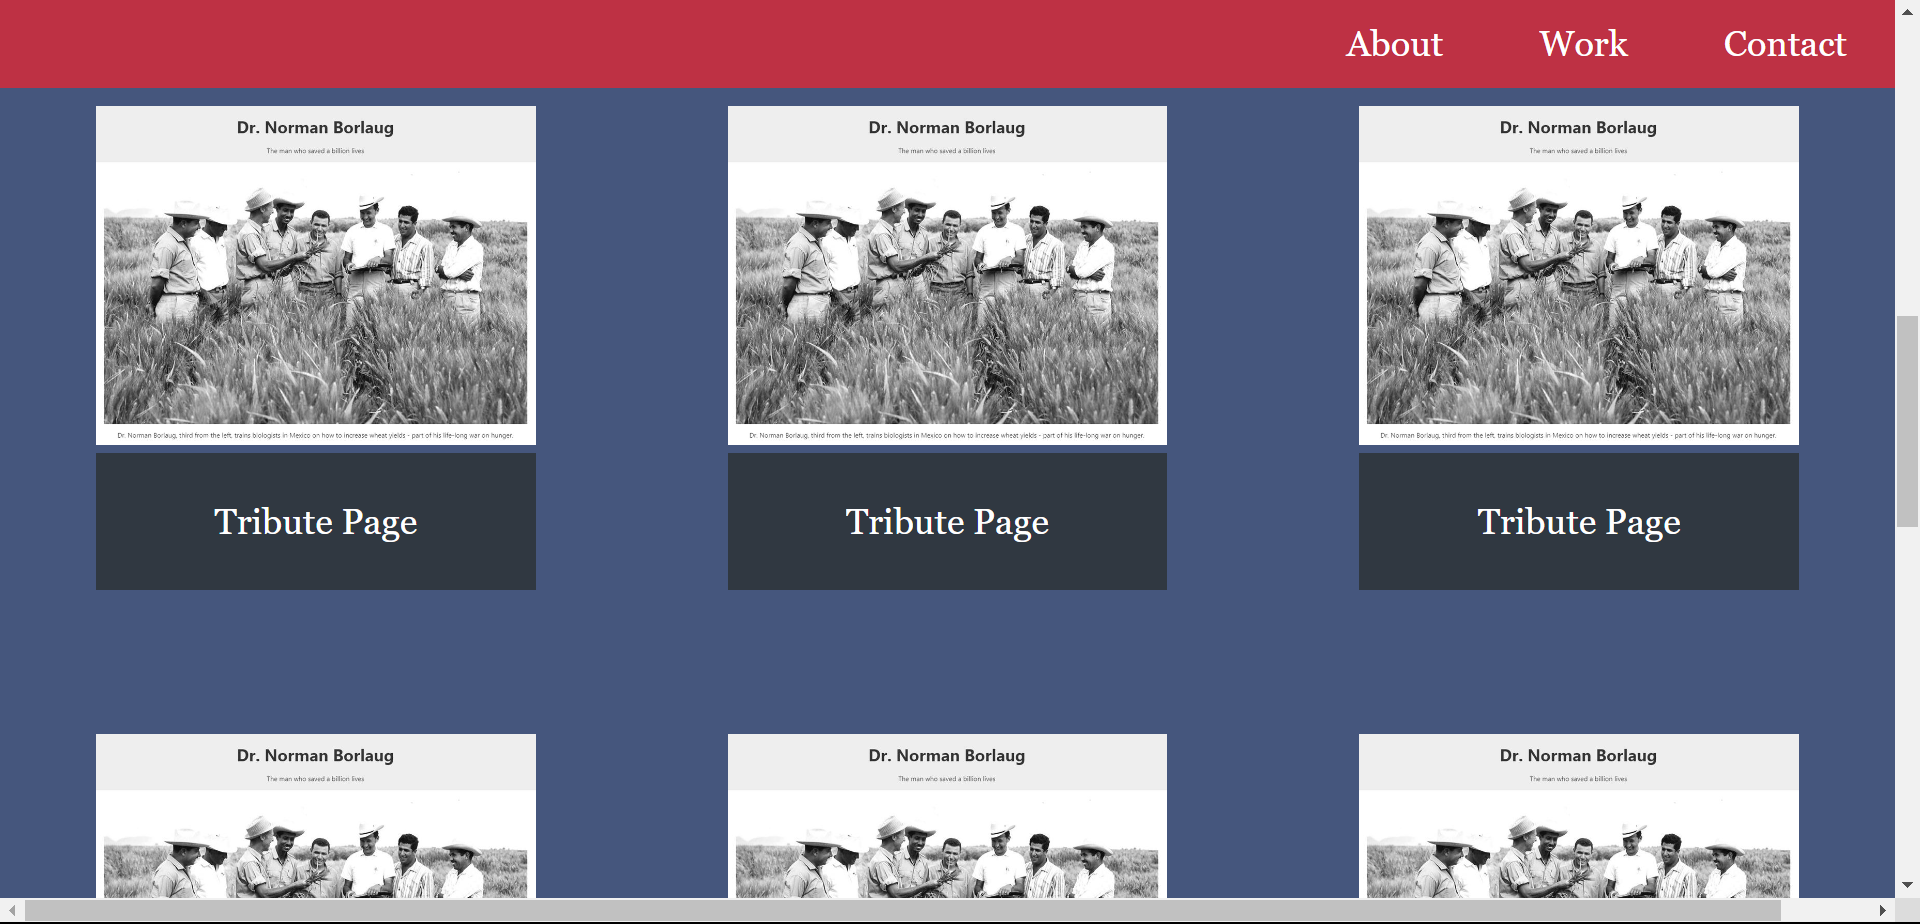 About Work Contact
Dr. Norman Borlaug Dr. Norman Borlaug Dr. Norman Borlaug
The man who saved a billion lives The man who saved a billion lives The man who saved a billion lives
Dr. Norman Borlaug, third from the left, trains biologists in Mexico on how to increase wheat yields - part of his life-long war on hunger. Dr. Norman Borlaug, third from the left, trains biologists in Mexico on how to increase wheat yields - part of his life-long war on hunger. Dr. Norman Borlaug, third from the left, trains biologists in Mexico on how to increase wheat yields - part of his life-long war on hunger.
Tribute Page Tribute Page Tribute Page
Dr. Norman Borlaug Dr. Norman Borlaug Dr. Norman Borlaug
The man who saved a billion lives The man who saved a billion lives The man who saved a billion lives